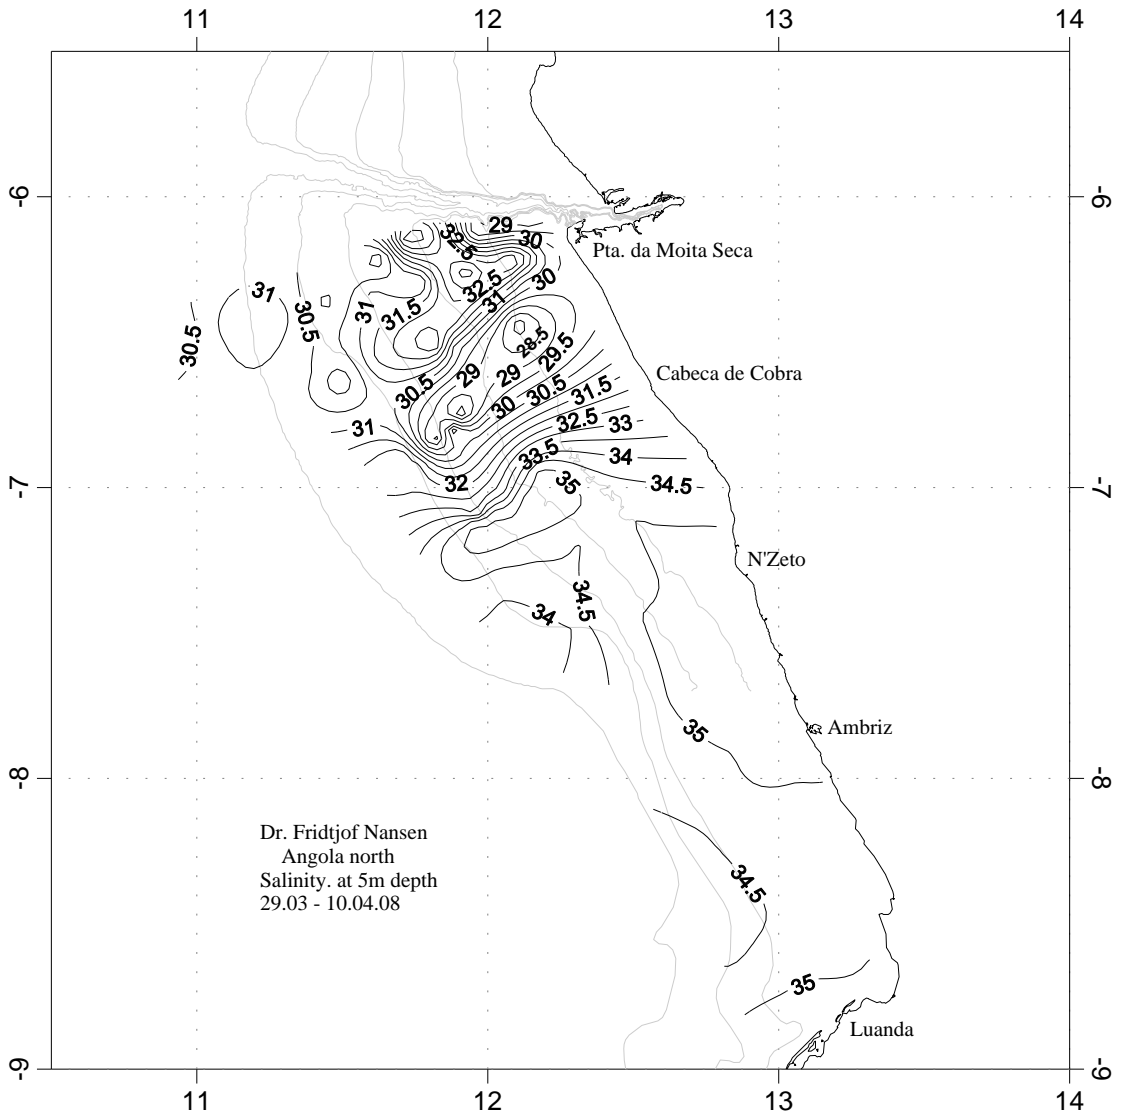 11 12 13 14
-6 -6
29
32.5 30
Pta. da Moita Seca
32.5 30
31 31
30.5 31 31.5
30.5 28.5
29.5
29 29
Cabeca de Cobra
30.5 30 30.5 31.5
31 32.5 33
33.5 34
32 35 34.5
-7 -7
N'Zeto
34 34.5
35 Ambriz
-8 -8
Dr. Fridtjof Nansen
Angola north
Salinity. at 5m depth
29.03 - 10.04.08
34.5
35
Luanda
-9 -9
11 12 13 14